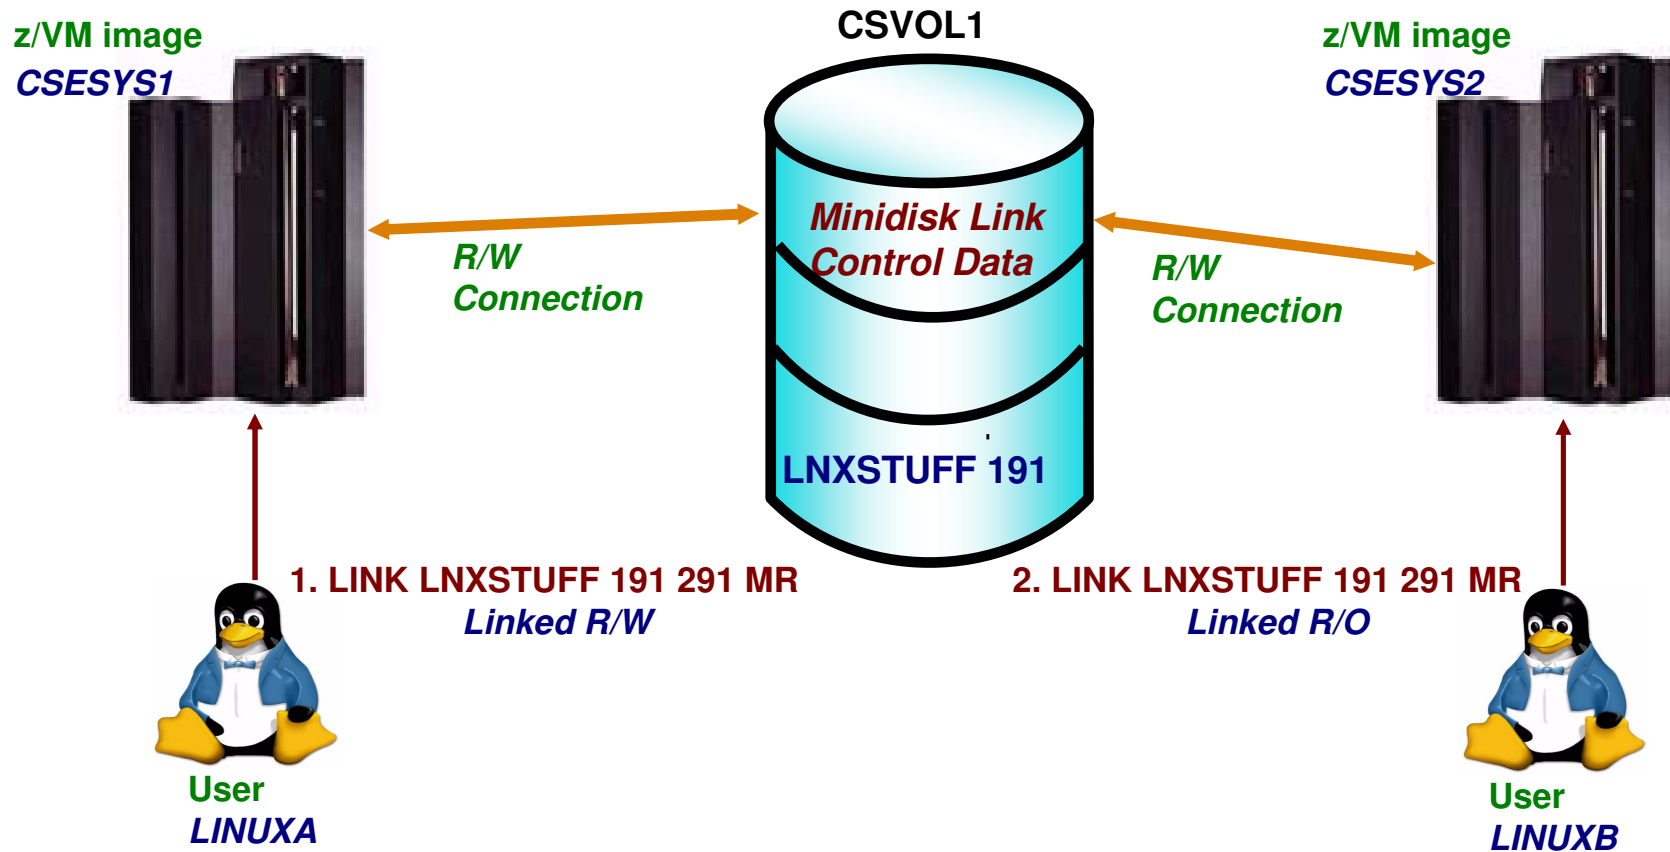 CSVOL1
z/VM image
CSESYS1
z/VM image
CSESYS2
Minidisk Link
Control Data
R/W
Connection
R/W
Connection
LNXSTUFF 191
1. LINK LNXSTUFF 191 291 MR
Linked R/W
2. LINK LNXSTUFF 191 291 MR
Linked R/O
User
LINUXA
User
LINUXB